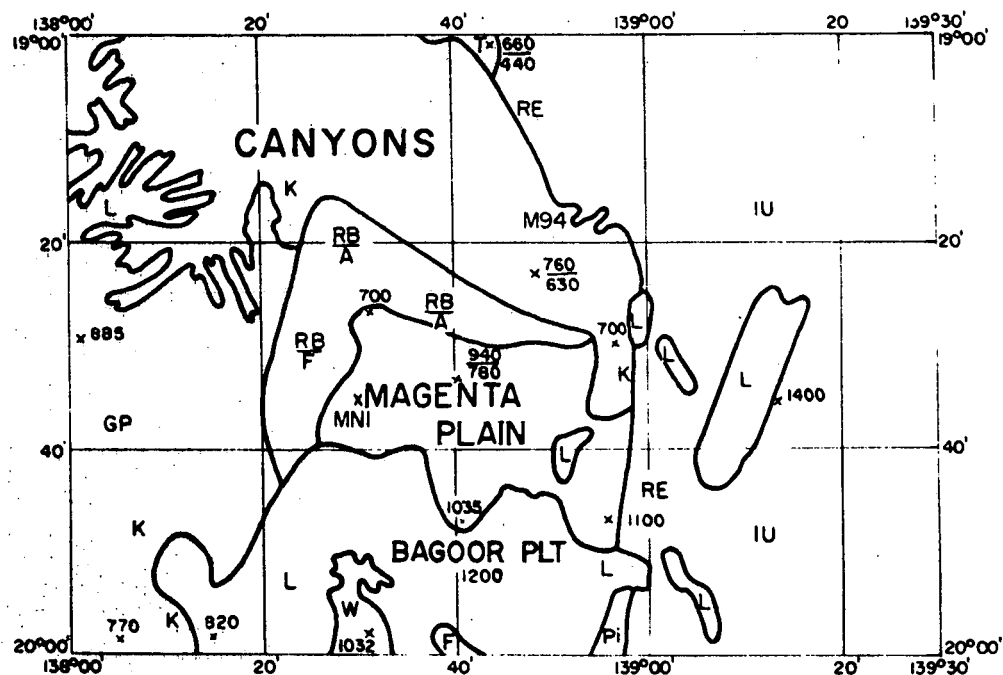 138°00' 20' 40' 139°00' 20' 139°30'
19°00' 19°00'
T
660
440
RE
CANYONS
K
L
M94
IU
20' 20'
RB
A
760
630
700
RB
A
700
L
885
RB
F
940
780
L
K
L
1400
MAGENTA
MNI
PLAIN
GP
40' 40'
L
RE
1035
1100
K
IU
BAGOOR PLT
1200
L
L
W
L
K
770
820
1032
F
Pi
20°00' 20°00'
138°00' 20' 40' 139°00' 20' 139°30'